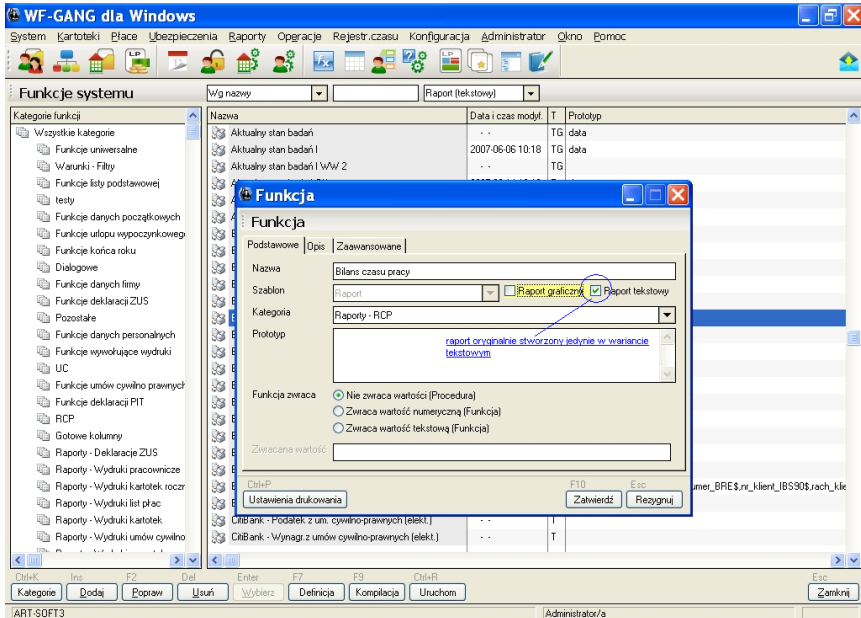 WF-GANG dla Windows
System Kartoteki Płace Ubezpieczenia Raporty Operacje Rejestr.czasu Konfiguracja Administrator Okno Pomoc
Funkcje systemu
Wg nazwy
Raport (tekstowy)
Kategorie funkcji
Wszystkie kategorie
Funkcje uniwersalne
Warunki - Filtry
Funkcje listy podstawowej
testy
Funkcje danych początkowych
Funkcje urlopu wypoczynkoweg
Funkcje końca roku
Dialogowe
Funkcje danych firmy
Funkcje deklaracji ZUS
Pozostałe
Funkcje danych personalnych
Funkcje wywołujące wydruki
UC
Funkcje umów cywilno prawnych
Funkcje deklaracji PIT
RCP
Gotowe kolumny
Raporty - Deklaracje ZUS
Raporty - Wydruki pracownicze
Raporty - Wydruki kartotek roczr
Raporty - Wydruki list płac
Raporty - Wydruki kartotek
Raporty - Wydruki umów cywilno
Nazwa Data i czas modyf. T Prototyp
Aktualny stan badań - - TG data
Aktualny stan badań I 2007-06-06 10:18 TG data
Aktualny stan badań I WW 2 - - TG
Funkcja
Funkcja
Podstawowe Opis Zaawansowane
Nazwa Bilans czasu pracy
Szablon Raport Raport graficzny Raport tekstowy
Kategoria Raporty - RCP
Prototyp
raport oryginalnie stworzony jedynie w wariancie
tekstowym
Funkcja zwraca Nie zwraca wartości (Procedura)
Zwraca wartość numeryczną (Funkcja)
Zwraca wartość tekstową (Funkcja)
Zwracana wartość
Ctrl+P F10 Esc
Ustawienia drukowania Zatwierdź Rezygnuj
umer_BRE$,nr_klient_IBS90$,rach_klie
CitiBank - Podatek z um. cywilno-prawnych (elekt.) - - T
CitiBank - Wynagr.z umów cywilno-prawnych (elekt.) - - T
Ctrl+K Ins F2 Del Enter F7 F9 Ctrl+R Esc
Kategorie Dodaj Popraw Usuń Wybierz Definicja Kompilacja Uruchom Zamknij
ART-SOFT3 Administrator/a